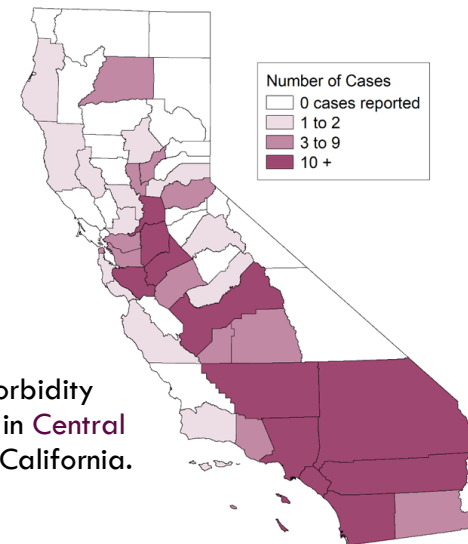 Number of Cases
0 cases reported
1 to 2
3 to 9
10 +
orbidity
in Central
California.